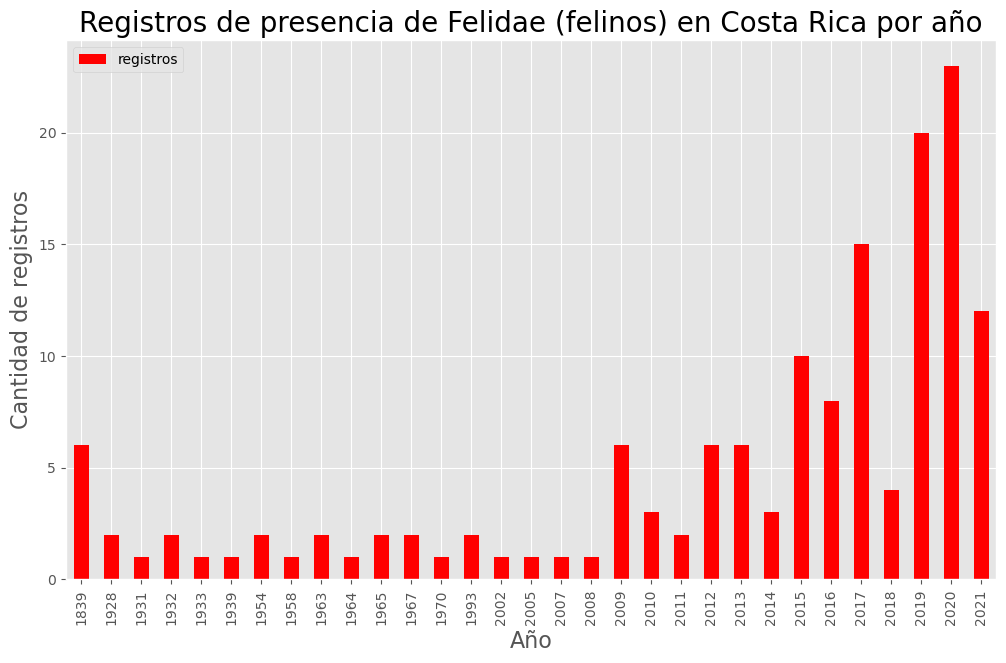 Registros de presencia de Felidae (felinos) en Costa Rica por año
registros
Cantidad de registros
20
15
10
5
0
1839 1928 1931 1932 1933 1939 1954 1958 1963 1964 1965 1967 1970 1993 2002 2005 2007 2008 2009 2010 2011 2012 2013 2014 2015 2016 2017 2018 2019 2020 2021
Año